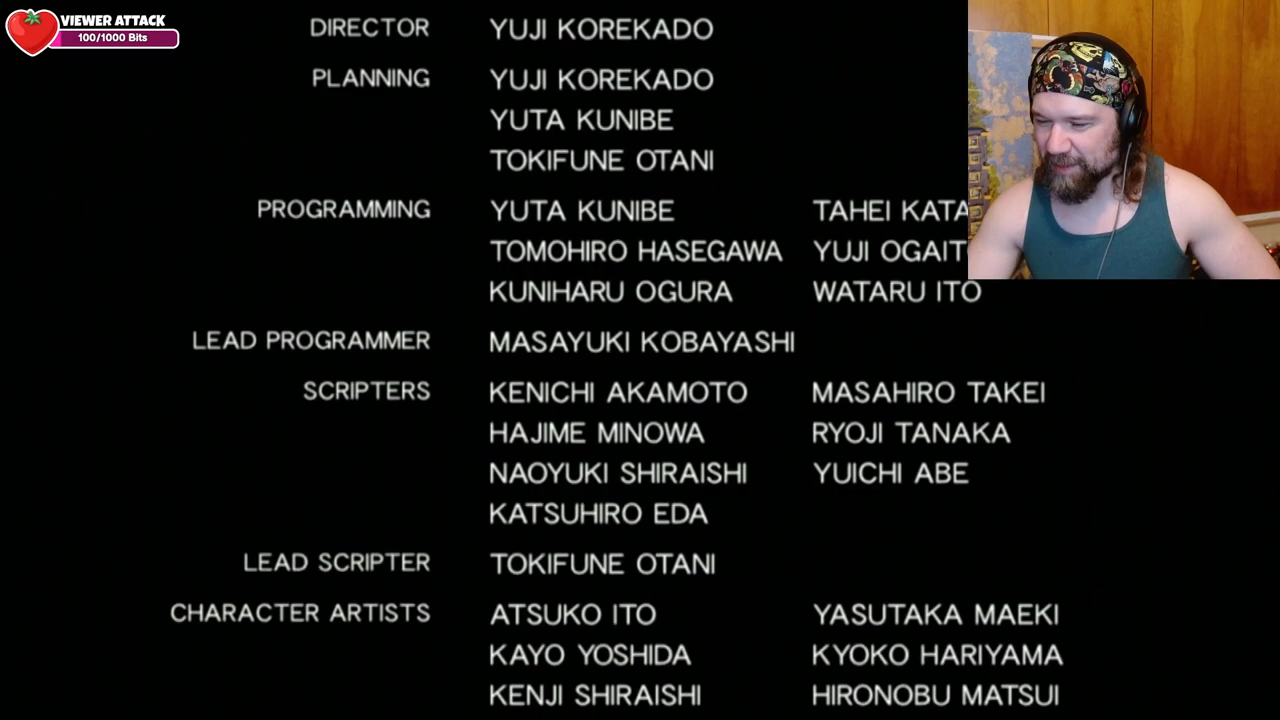 VIEWER ATTACK
100/1000 Bits
DIRECTOR YUJI KOREKADO
PLANNING YUJI KOREKADO
YUTA KUNIBE
TOKIFUNE OTANI
PROGRAMMING YUTA KUNIBE TAHEI
TOMOHIRO HASEGAWA YUJI
KUNIHARU OGURA WATARU ITO
LEAD PROGRAMMER MASAYUKI KOBAYASHI
SCRIPTERS KENICHI AKAMOTO MASAHIRO TAKEI
HAJIME MINOWA RYOJI TANAKA
NAOYUKI SHIRAISHI YUICHI ABE
KATSUHIRO EDA
LEAD SCRIPTER TOKIFUNE OTANI
CHARACTER ARTISTS ATSUKO ITO YASUTAKA MAEKI
KAYO YOSHIDA KYOKO HARIYAMA
KENJI SHIRAISHI HIRONOBU MATSUI